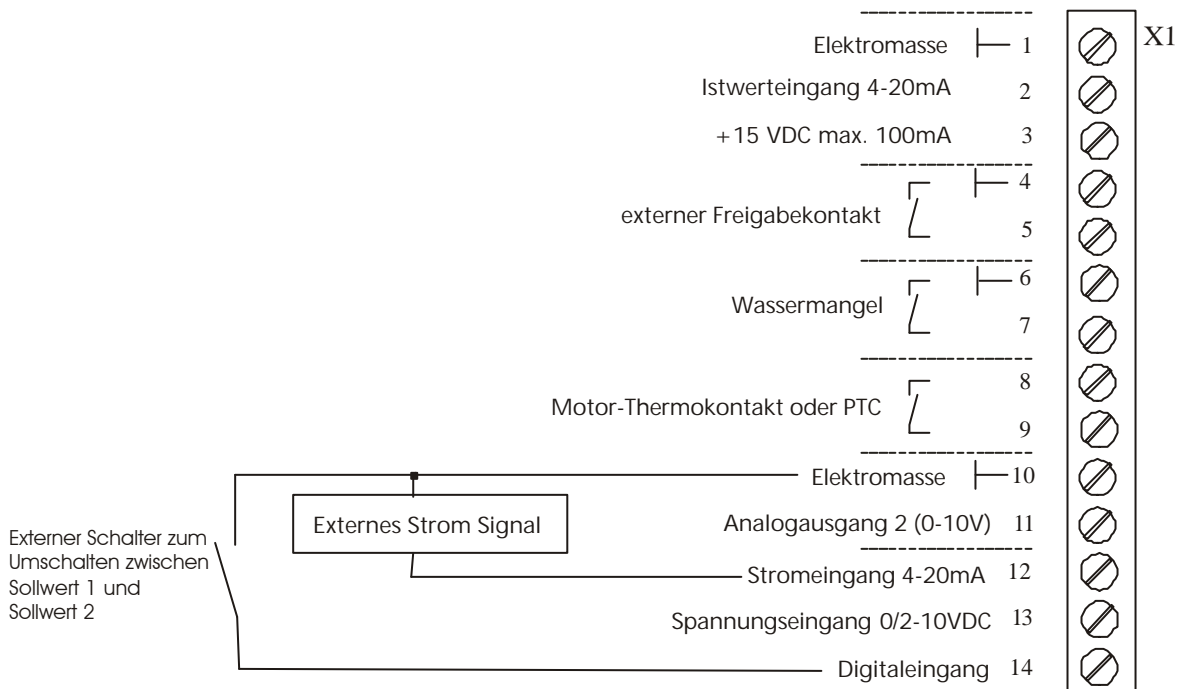 X1
Elektromasse 1
Istwerteingang 4-20mA 2
+15 VDC max. 100mA 3
4
externer Freigabekontakt
5
6
Wassermangel
7
8
Motor-Thermokontakt oder PTC
9
Elektromasse 10
Externes Strom Signal
Analogausgang 2 (0-10V) 11
Externer Schalter zum
Umschalten zwischen
Sollwert 1 und
Sollwert 2
Stromeingang 4-20mA 12
Spannungseingang 0/2-10VDC 13
Digitaleingang 14